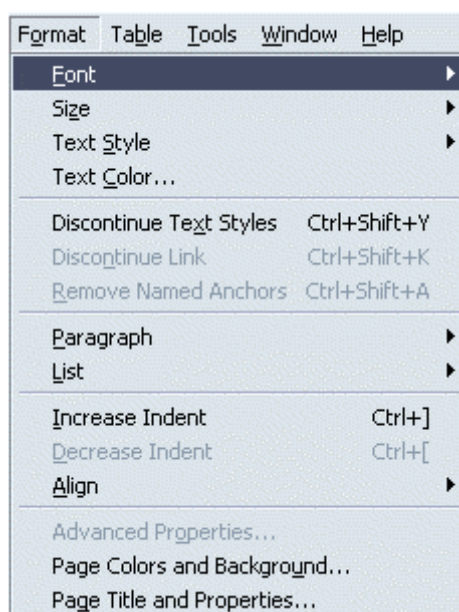 Format Table Tools Window Help
Font
Size
Text Style
Text Color...
Discontinue Text Styles Ctrl+Shift+Y
Discontinue Link Ctrl+Shift+K
Remove Named Anchors Ctrl+Shift+A
Paragraph
List
Increase Indent Ctrl+]
Decrease Indent Ctrl+[
Align
Advanced Properties...
Page Colors and Background...
Page Title and Properties...